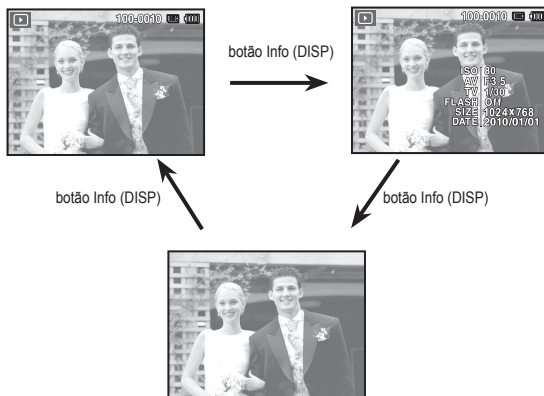 100-0010
botão Info (DISP)
100-0010
ISO 80
AV F3.5
TV 1/30
FLASH Off
SIZE 1024X768
DATE 2010/01/01
botão Info (DISP)
botão Info (DISP)